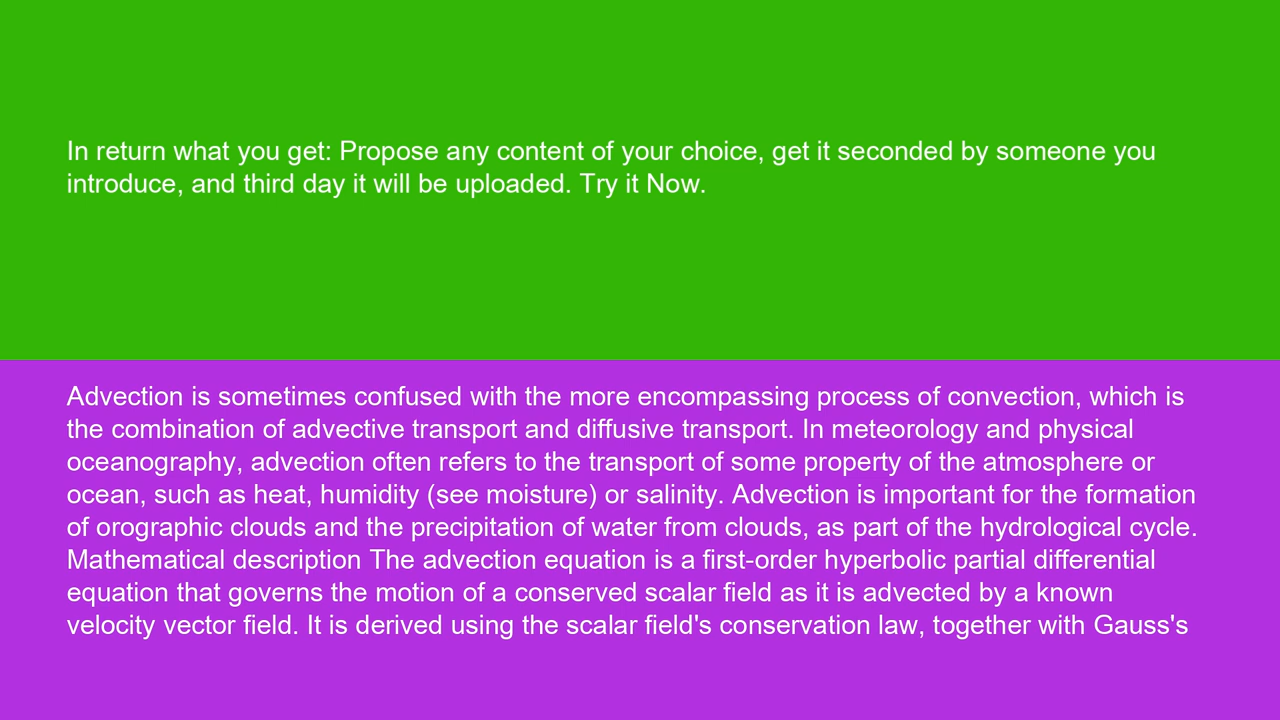 In return what you get: Propose any content of your choice, get it seconded by someone you
introduce, and third day it will be uploaded. Try it Now.
Advection is sometimes confused with the more encompassing process of convection, which is
the combination of advective transport and diffusive transport. In meteorology and physical
oceanography, advection often refers to the transport of some property of the atmosphere or
ocean, such as heat, humidity (see moisture) or salinity. Advection is important for the formation
of orographic clouds and the precipitation of water from clouds, as part of the hydrological cycle.
Mathematical description The advection equation is a first-order hyperbolic partial differential
equation that governs the motion of a conserved scalar field as it is advected by a known
velocity vector field. It is derived using the scalar field's conservation law, together with Gauss's